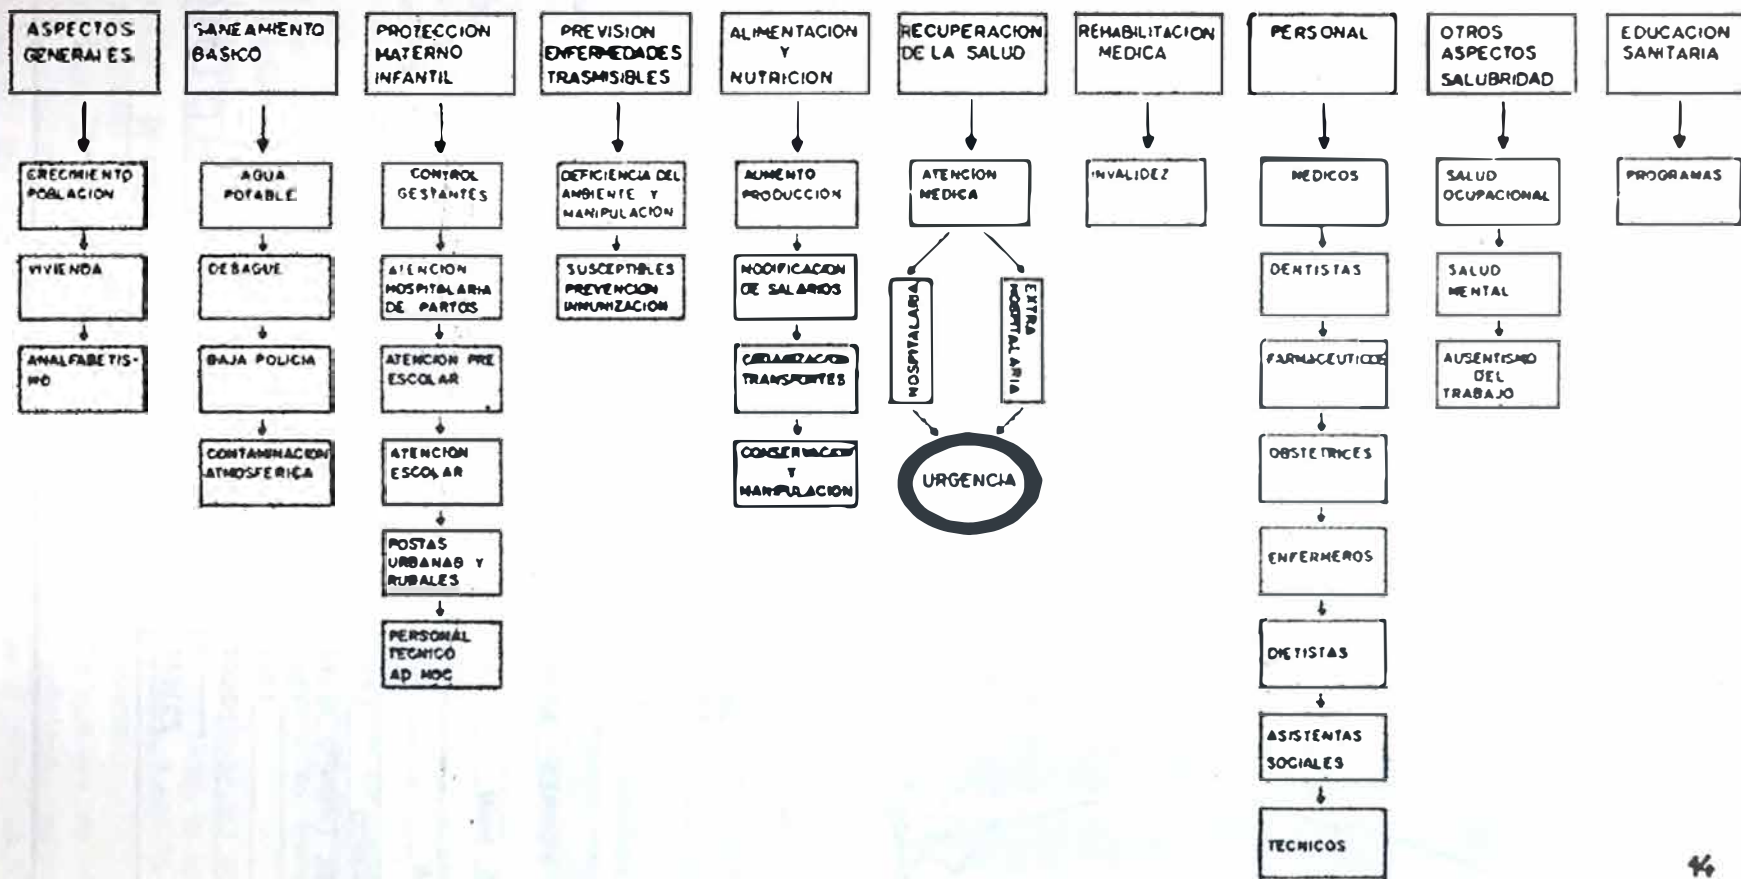 ASPECTOS
GENERALES
SANEAMIENTO
BASICO
PROTECCION
MATERNO
INFANTIL
PREVISION
ENFERMEDADES
TRASMISIBLES
ALIMENTACION
Y
NUTRICION
RECUPERACION
DE LA SALUD
REHABILITACION
MEDICA
PERSONAL
OTROS
ASPECTOS
SALUBRIDAD
EDUCACION
SANITARIA
CRECIMIENTO
POBLACION
VIVIENDA
ANALFABETIS-
MO
AGUA
POTABLE
DESAGUE
BAJA POLICIA
CONTAMINACION
ATMOSFERICA
CONTROL
GESTANTES
ATENCION
HOSPITALARIA
DE PARTOS
ATENCION PRE
ESCOLAR
ATENCION
ESCOLAR
POSTAS
URBANAS Y
RURALES
PERSONAL
TECNICO
AD HOC
DEFICIENCIA DEL
AMBIENTE Y
MANIPULACION
SUSCEPTIBLES
PREVENCION
INMUNIZACION
AUMENTO
PRODUCCIÓN
MODIFICACION
DE SALARIOS
ORGANIZACION
TRANSPORTES
CONSERVACION
Y
MANIPULACION
ATENCION
MEDICA
HOSPITALARIA
EXTRA
HOSPITALARIA
URGENCIA
INVALIDEZ
MEDICOS
DENTISTAS
FARMACEUTICOS
OBSTETRICES
ENFERMEROS
DIETISTAS
ASISTENTAS
SOCIALES
TECNICOS
SALUD
OCUPACIONAL
SALUD
MENTAL
AUSENTISMO
DEL
TRABAJO
PROGRAMAS